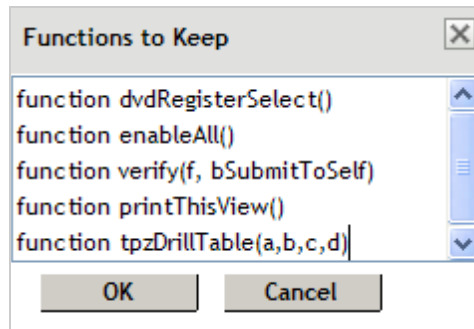 Functions to Keep
function dvdRegisterSelect()
function enableAll()
function verify(f, bSubmitToSelf)
function printThisView()
function tpzDrillTable(a,b,c,d)
OK Cancel